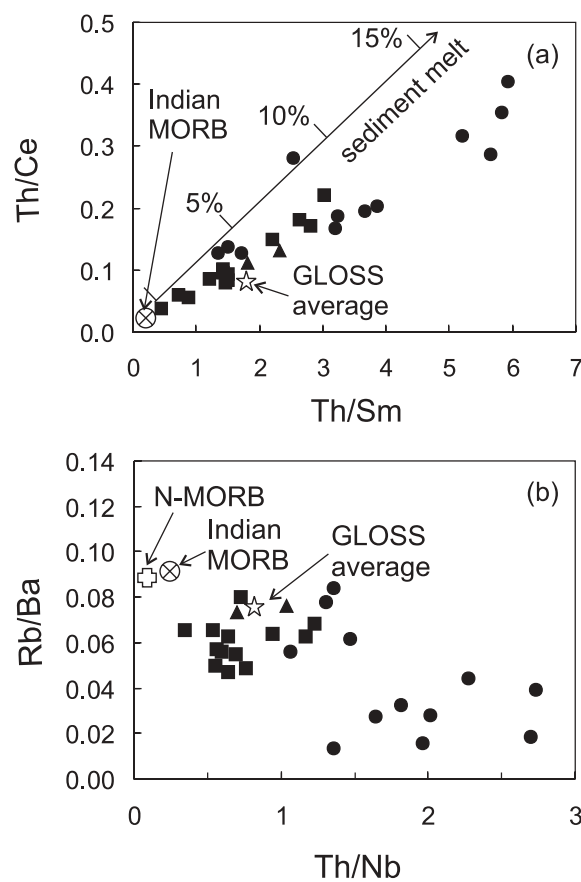 0.5
0.4
0.3
0.2
0.1
0.0
Th/Ce
Indian
MORB
5%
10%
15%
sediment melt
(a)
GLOSS
average
0 1 2 3 4 5 6 7
Th/Sm
0.14
0.12
0.10
0.08
0.06
0.04
0.02
0.00
Rb/Ba
N-MORB
Indian
MORB
GLOSS
average
(b)
0 1 2 3
Th/Nb